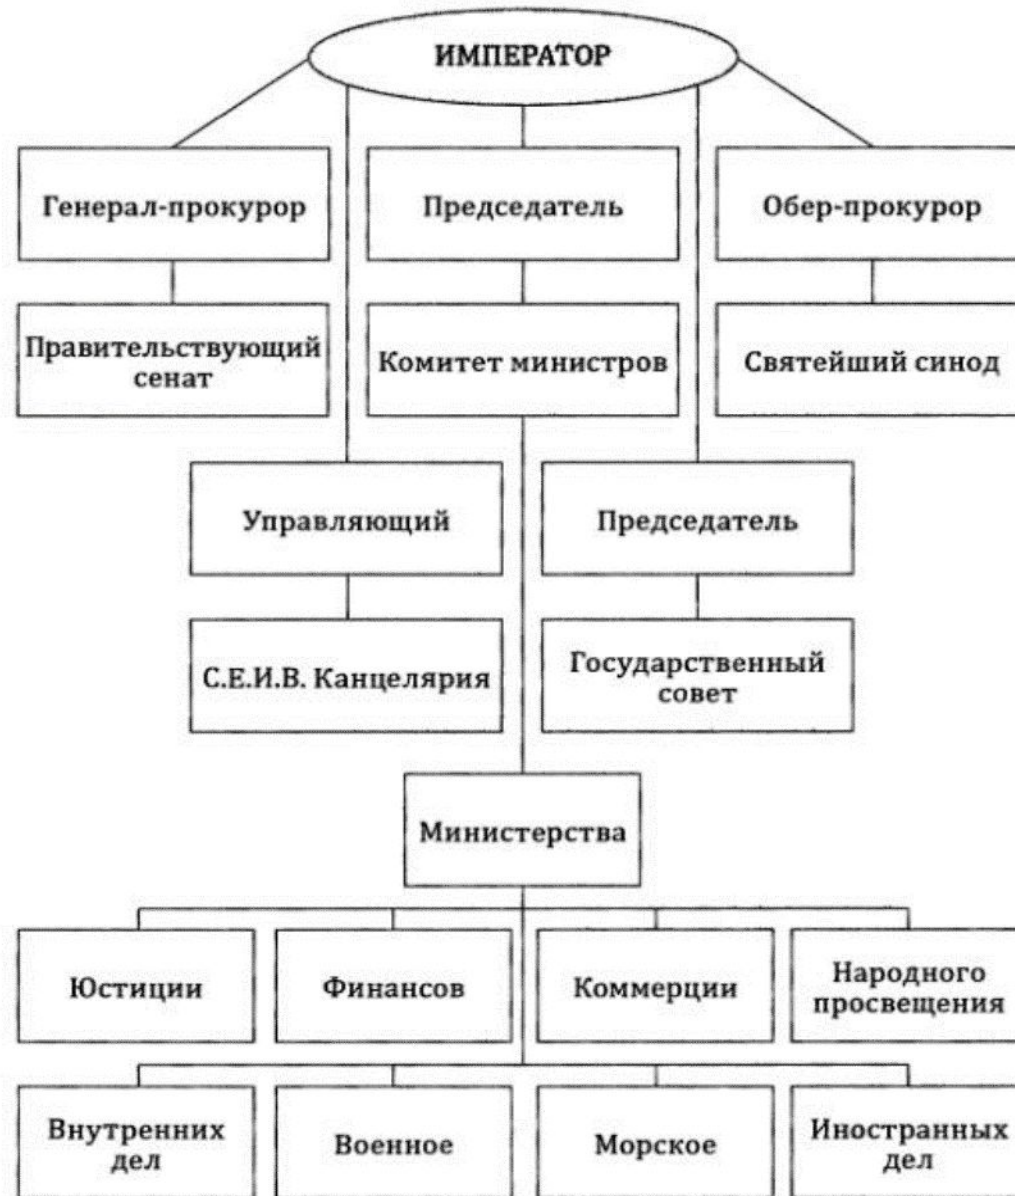 ИМПЕРАТОР
Генерал-прокурор
Председатель
Обер-прокурор
Правительствующий
сенат
Комитет министров
Святейший синод
Управляющий
Председатель
С.Е.И.В. Канцелярия
Государственный
совет
Министерства
Юстиции
Финансов
Коммерции
Народного
просвещения
Внутренних
дел
Военное
Морское
Иностранных
дел